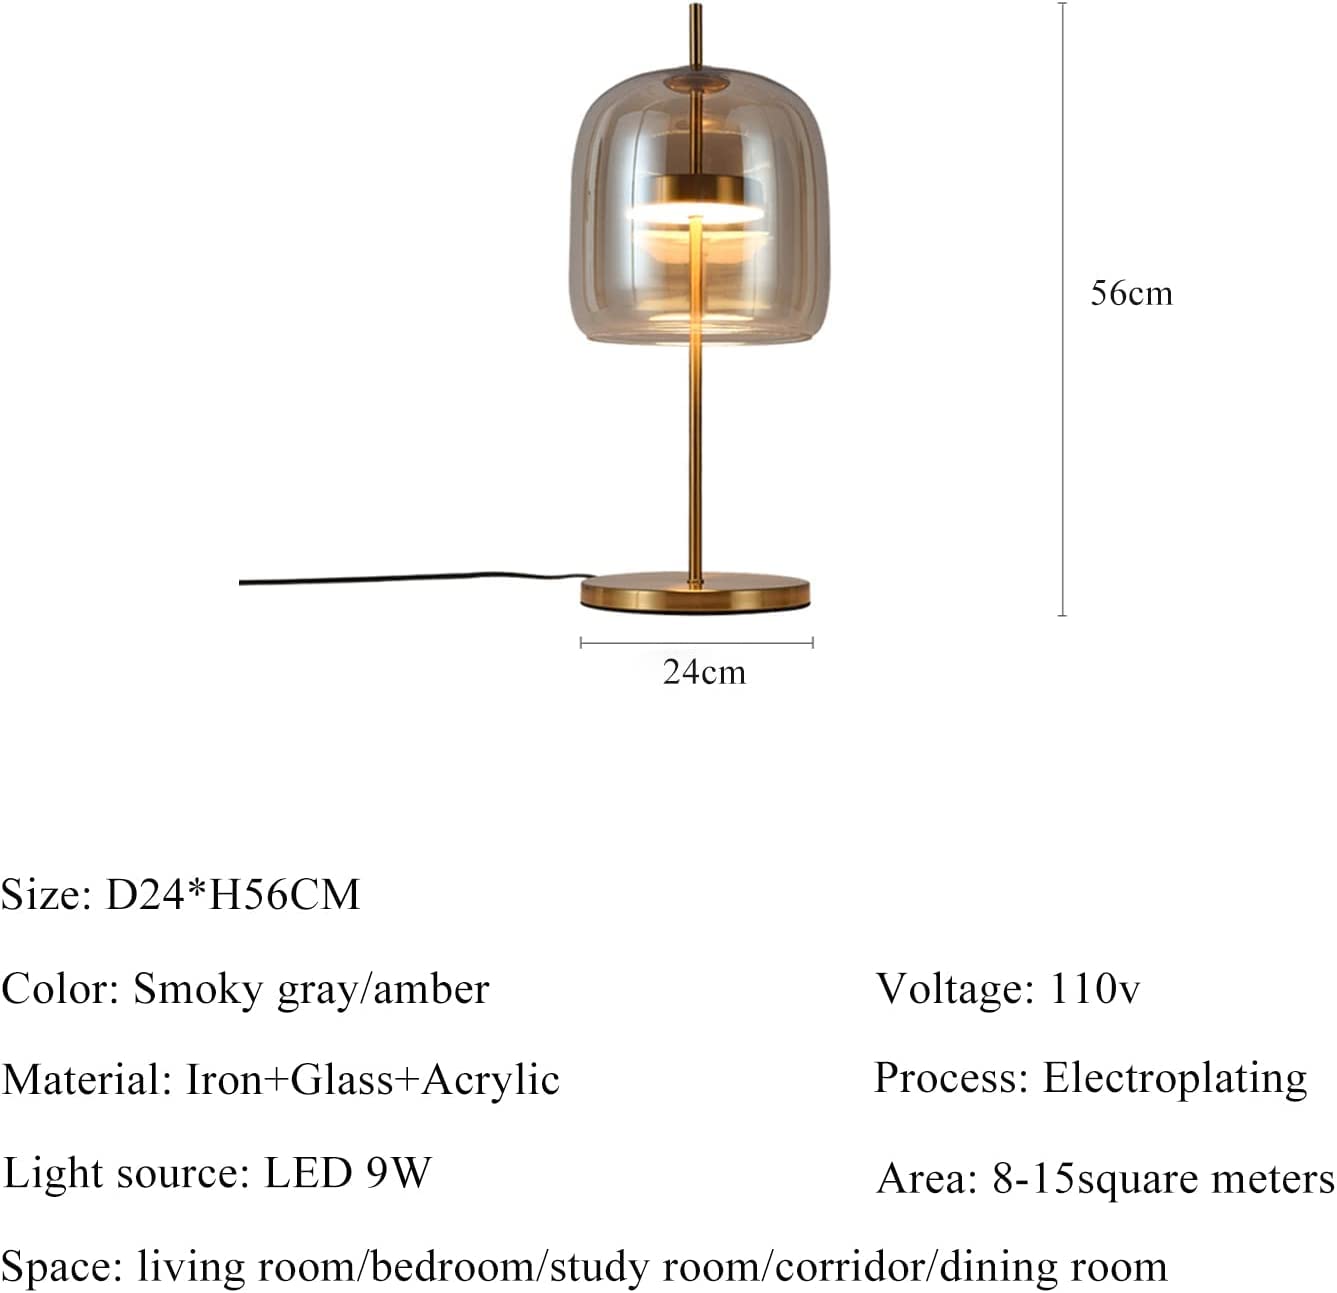 56cm
24cm
Size: D24*H56CM
Color: Smoky gray/amber
Voltage: 110v
Material: Iron+Glass+Acrylic
Process: Electroplating
Light source: LED 9W
Area: 8-15square meters
Space: living room/bedroom/study room/corridor/dining room